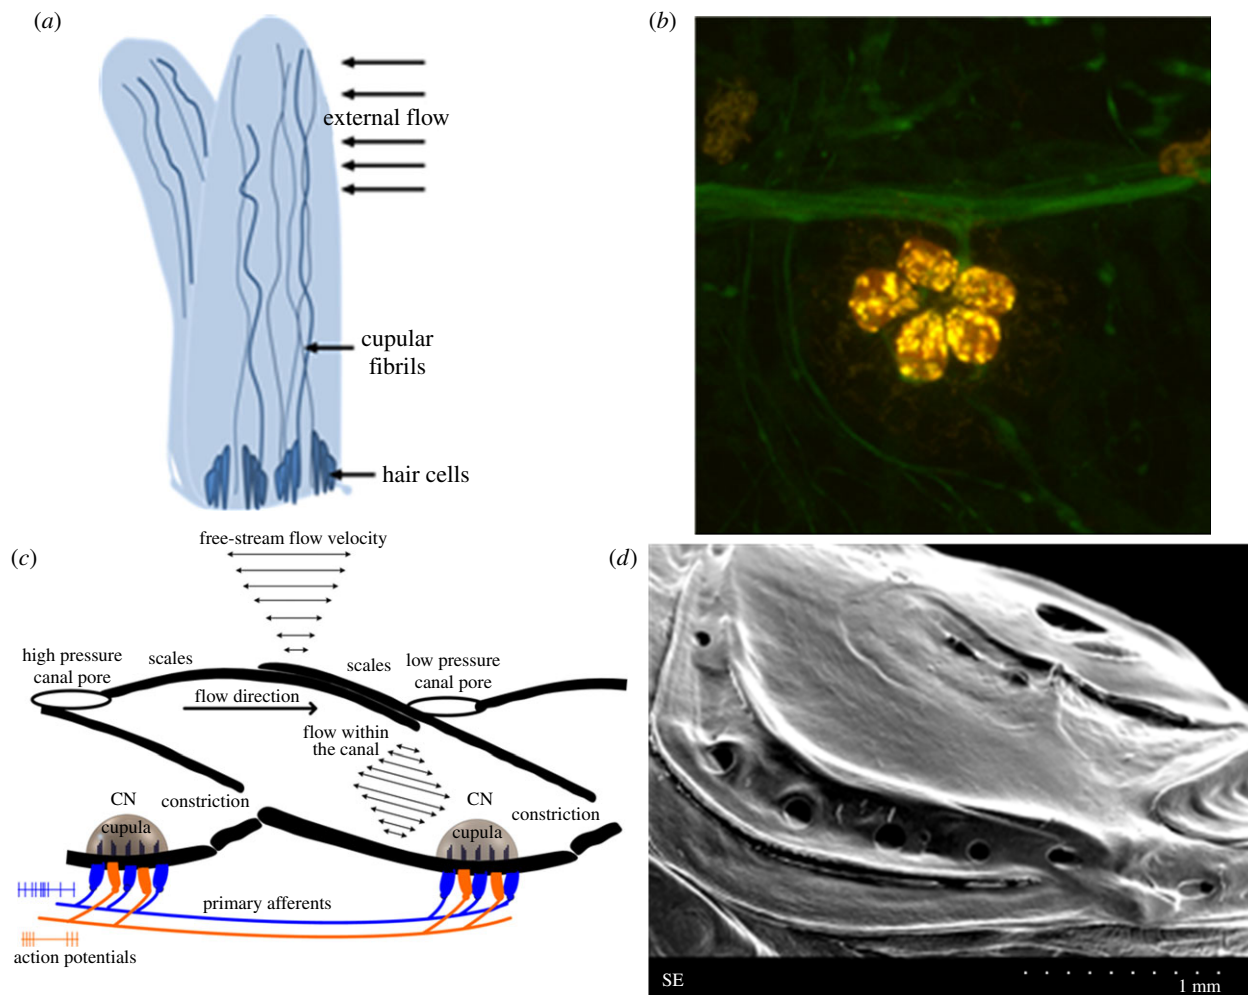 (a)
external flow
cupular
fibrils
hair cells
(b)
(c)
free-stream flow velocity
high pressure
canal pore
scales
scales
low pressure
canal pore
flow direction
flow within
the canal
CN
constriction
CN
constriction
cupula
cupula
primary afferents
action potentials
(d)
SE
1 mm